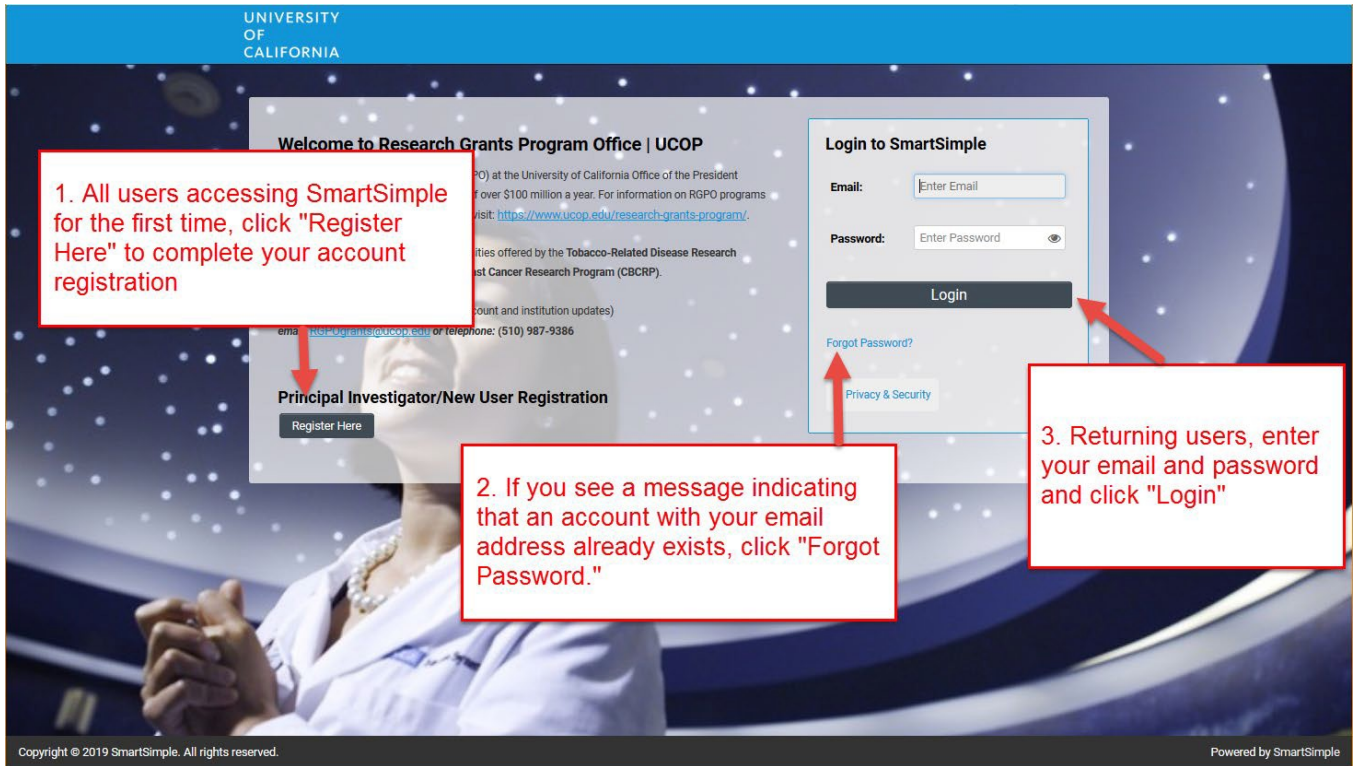 UNIVERSITY
OF
CALIFORNIA
Welcome to Research Grants Program Office | UCOP
PO) at the University of California Office of the President
f over $100 million a year. For information on RGPO programs
visit: https://www.ucop.edu/research-grants-program/.
ities offered by the Tobacco-Related Disease Research
ast Cancer Research Program (CBCRP).
count and institution updates)
ema RGPOgrants@ucop.edu or telephone: (510) 987-9386
Principal Investigator/New User Registration
Register Here
1. All users accessing SmartSimple
for the first time, click "Register
Here" to complete your account
registration
Login to SmartSimple
Email: Enter Email
Password: Enter Password
Login
Forgot Password?
Privacy & Security
2. If you see a message indicating
that an account with your email
address already exists, click "Forgot
Password."
3. Returning users, enter
your email and password
and click "Login"
Copyright © 2019 SmartSimple. All rights reserved.
Powered by SmartSimple